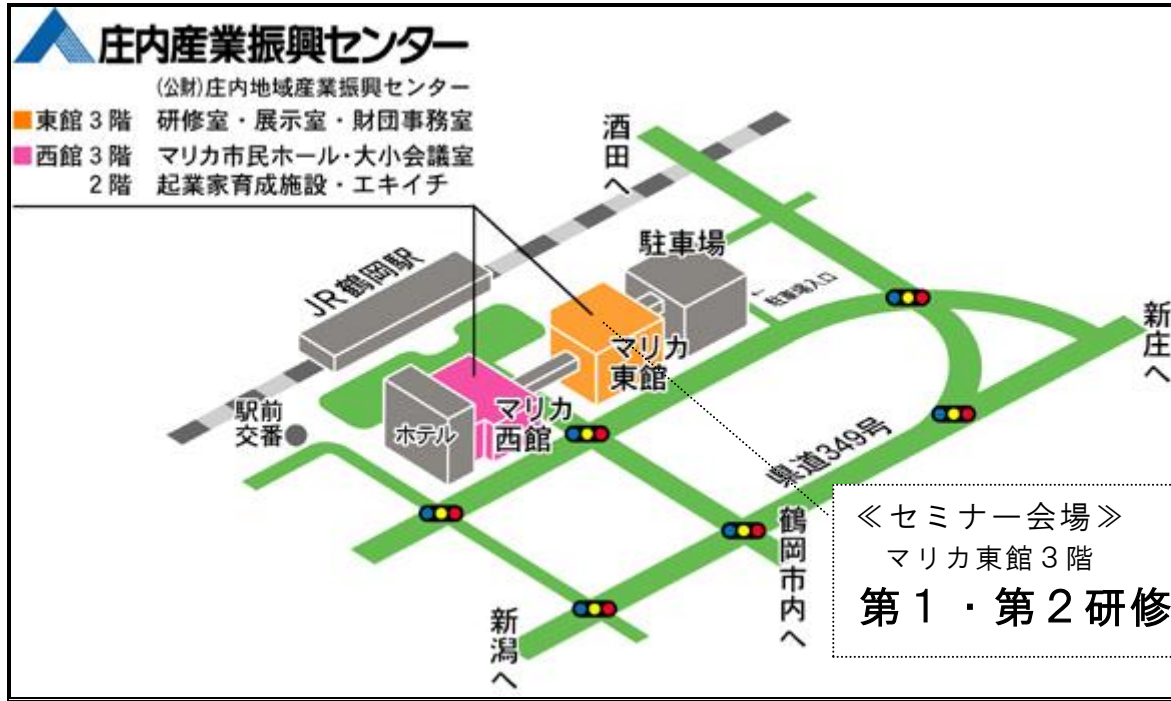 庄内産業振興センター
(公財)庄内地域産業振興センター
東館3階 研修室・展示室・財団事務室
西館3階 マリカ市民ホール・大小会議室
2階 起業家育成施設・エキイチ
酒田へ
駐車場
JR鶴岡駅
←駐車場入口
新庄へ
マリカ
東館
駅前
交番
ホテル
マリカ
西館
県道349号
鶴岡市内へ
新潟へ
≪セミナー会場≫
マリカ東館3階
第1・第2研修